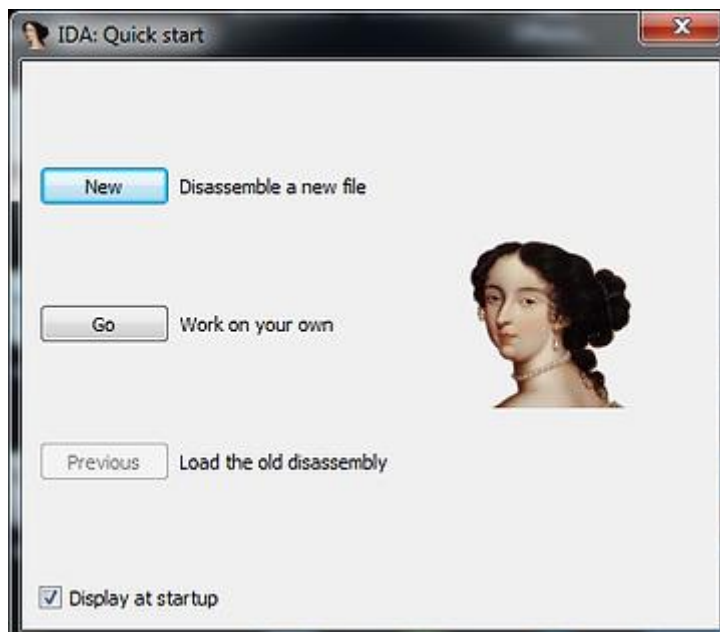 IDA: Quick start
New Disassemble a new file
Go Work on your own
Previous Load the old disassembly
Display at startup